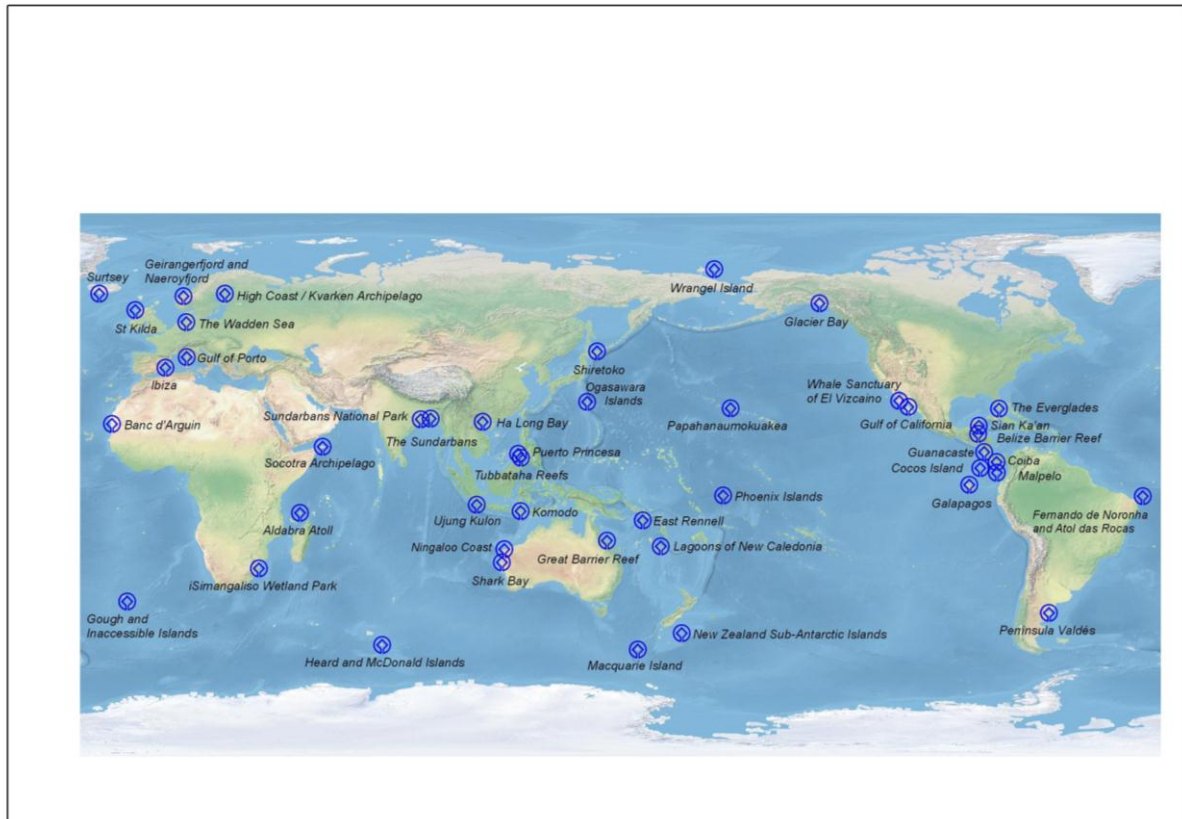 Surtsey
Geirangerfjord and
Naeroyfjord
High Coast / Kvarken Archipelago
St Kilda
The Wadden Sea
Gulf of Porto
Ibiza
Wrangel Island
Glacier Bay
Shiretoko
Ogasawara
Islands
Whale Sanctuary
of El Vizcaino
Gulf of California
The Everglades
Sian Ka'an
Belize Barrier Reef
Banc d'Arguin
Sundarbans National Park
The Sundarbans
Ha Long Bay
Papahanaumokuakea
Socotra Archipelago
Puerto Princesa
Tubbataha Reefs
Guanacaste
Cocos Island
Coiba
Malpelo
Galapagos
Ujung Kulon
Komodo
Phoenix Islands
Aldabra Atoll
East Rennell
Fernando de Noronha
and Atol das Rocas
Ningaloo Coast
Great Barrier Reef
Lagoons of New Caledonia
Shark Bay
iSimangaliso Wetland Park
Gough and
Inaccessible Islands
Península Valdés
New Zealand Sub-Antarctic Islands
Heard and McDonald Islands
Macquarie Island